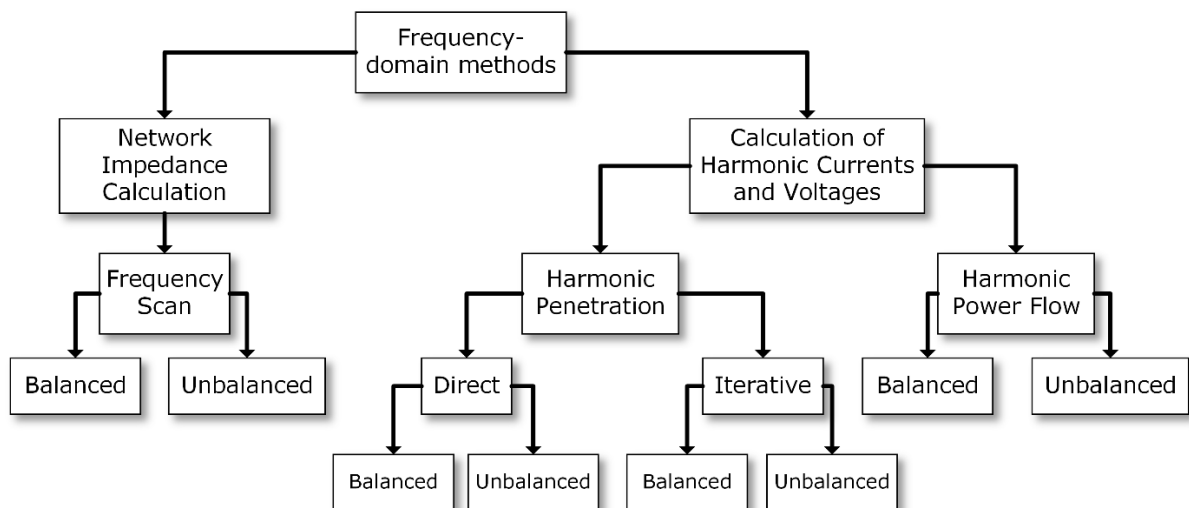 Frequency-
domain methods
Network
Impedance
Calculation
Calculation of
Harmonic Currents
and Voltages
Frequency
Scan
Harmonic
Penetration
Harmonic
Power Flow
Balanced
Unbalanced
Direct
Iterative
Balanced
Unbalanced
Balanced
Unbalanced
Balanced
Unbalanced